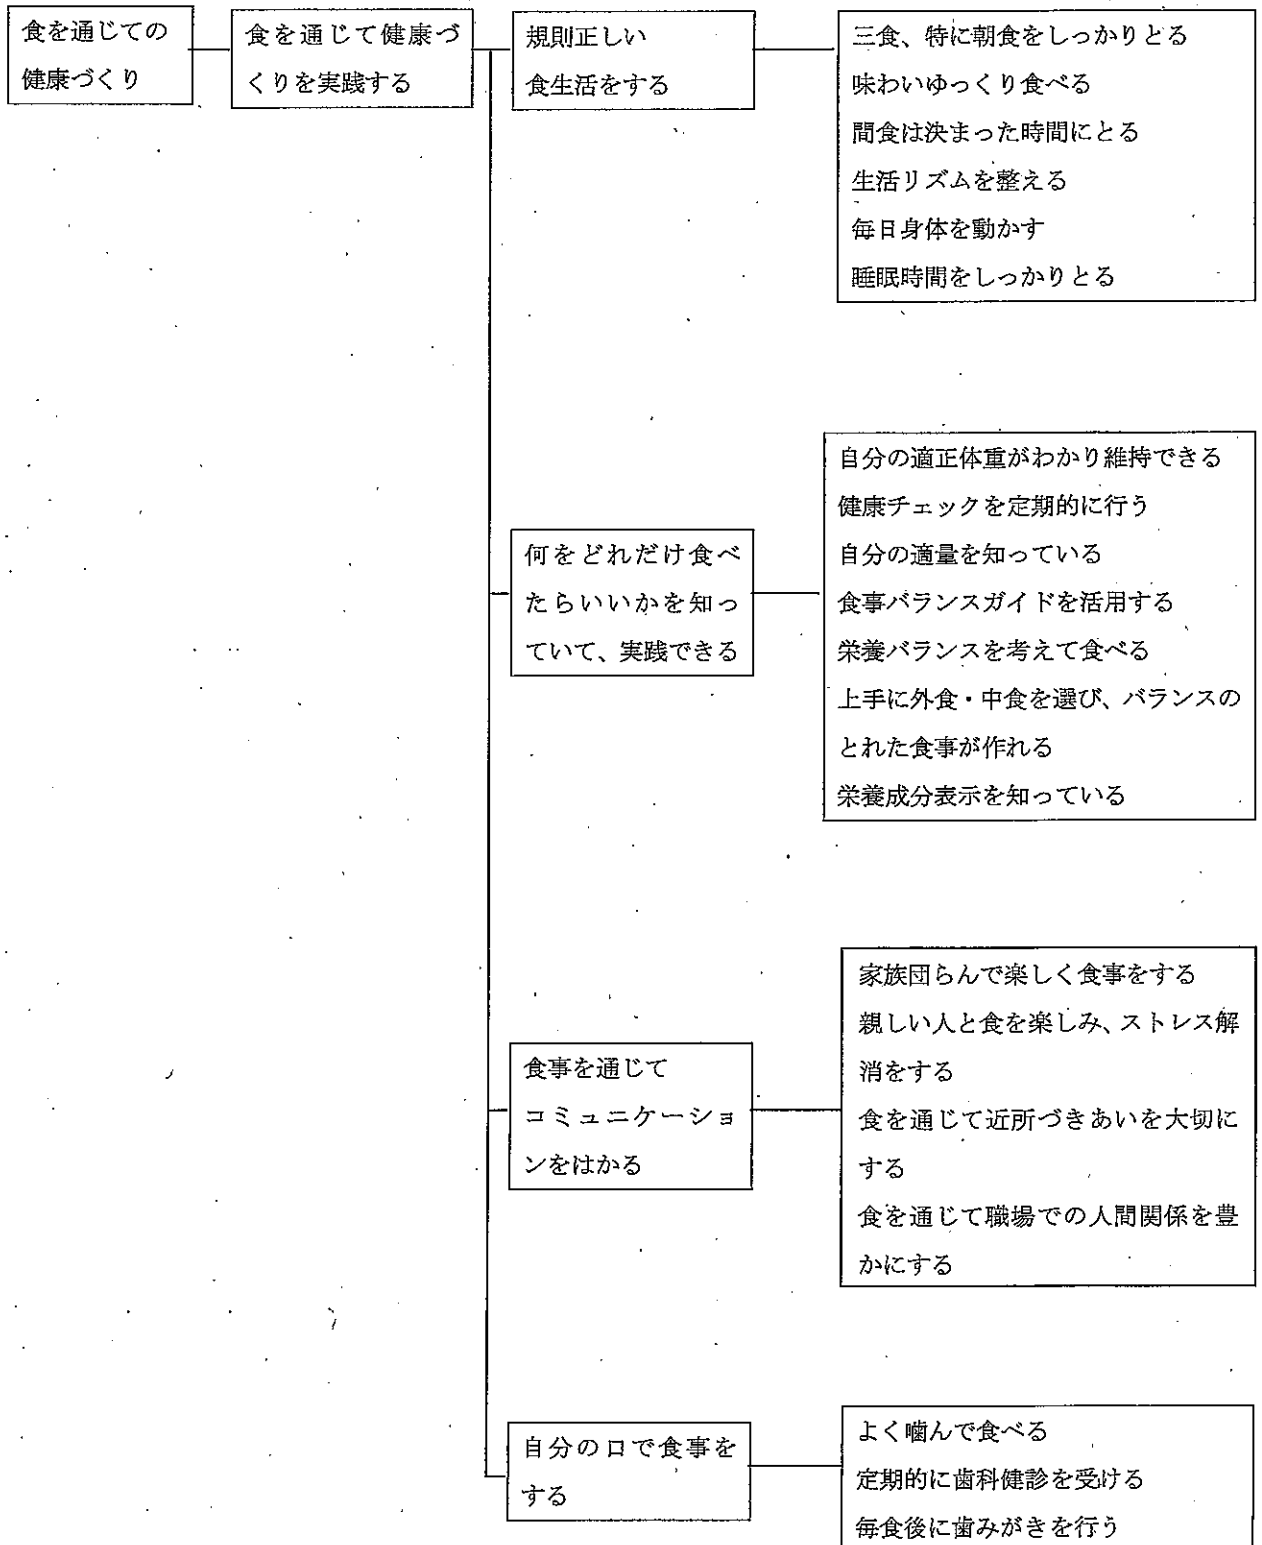 食を通じての
健康づくり
食を通じて健康づ
くりを実践する
規則正しい
食生活をする
三食、特に朝食をしっかりとる
味わいゆっくり食べる
間食は決まった時間にとる
生活リズムを整える
毎日身体を動かす
睡眠時間をしっかりとる
何をどれだけ食べ
たらいいかを知っ
ていて、実践できる
自分の適正体重がわかり維持できる
健康チェックを定期的に行う
自分の適量を知っている
食事バランスガイドを活用する
栄養バランスを考えて食べる
上手に外食・中食を選び、バランスの
とれた食事が作れる
栄養成分表示を知っている
食事を通じて
コミュニケーショ
ンをはかる
家族団らんで楽しく食事をする
親しい人と食を楽しみ、ストレス解
消をする
食を通じて近所づきあいを大切に
する
食を通じて職場での人間関係を豊
かにする
自分の口で食事を
する
よく噛んで食べる
定期的に歯科健診を受ける
毎食後に歯みがきを行う